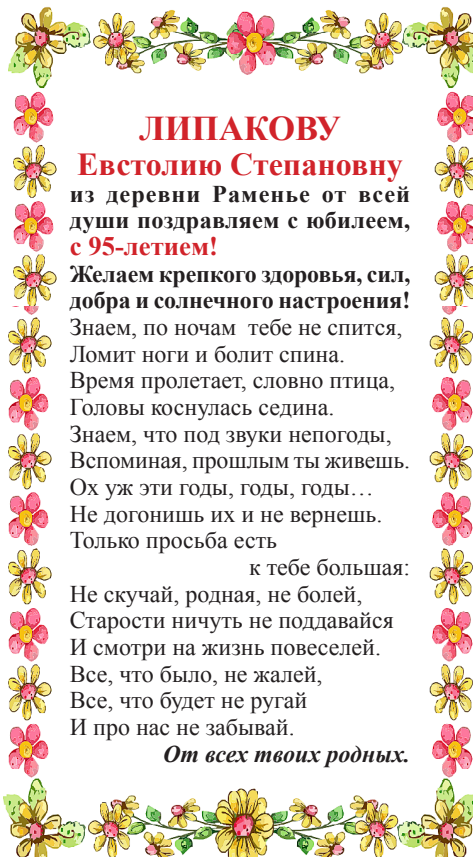 ЛИПАКОВУ
Евстолию Степановну
из деревни Раменье от всей
души поздравляем с юбилеем,
с 95-летием!
Желаем крепкого здоровья, сил,
добра и солнечного настроения!
Знаем, по ночам тебе не спится,
Ломит ноги и болит спина.
Время пролетает, словно птица,
Головы коснулась седина.
Знаем, что под звуки непогоды,
Вспоминая, прошлым ты живешь.
Ох уж эти годы, годы, годы…
Не догонишь их и не вернешь.
Только просьба есть
к тебе большая:
Не скучай, родная, не болей,
Старости ничуть не поддавайся
И смотри на жизнь повеселей.
Все, что было, не жалей,
Все, что будет не ругай
И про нас не забывай.
От всех твоих родных.